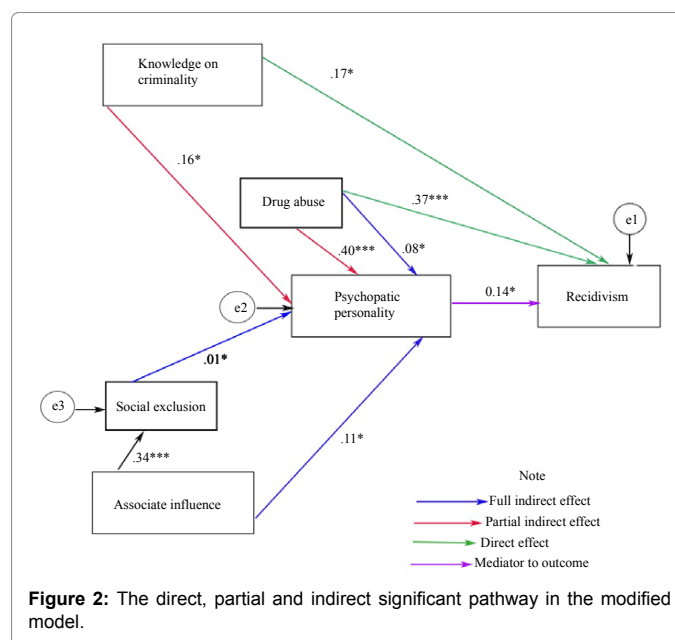 Knowledge on
criminality
.17*
.16*
Drug abuse
.37***
e1
.40***
.08*
e2
Psychopatic
personality
0.14*
Recidivism
.01*
e3
Social exclusion
.34***
.11*
Associate influence
Note
Full indirect effect
Partial indirect effect
Direct effect
Mediator to outcome
Figure 2: The direct, partial and indirect significant pathway in the modified
model.